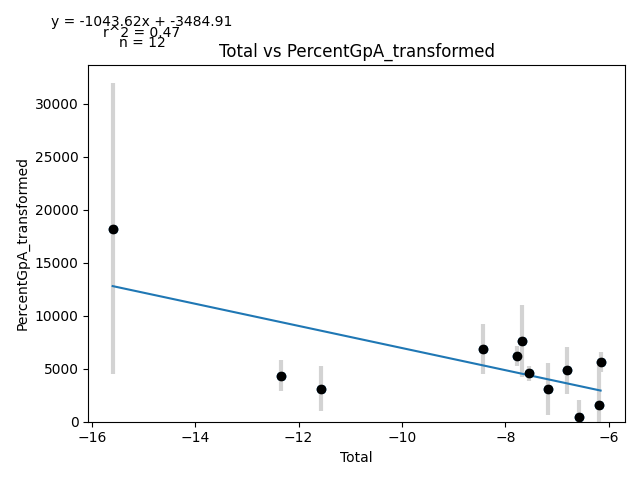 y = -1043.62x + -3484.91
r^2 = 0.47
n = 12
Total vs PercentGpA_transformed
PercentGpA_transformed
30000
25000
20000
15000
10000
5000
0
−16
−14
−12
−10
−8
−6
Total